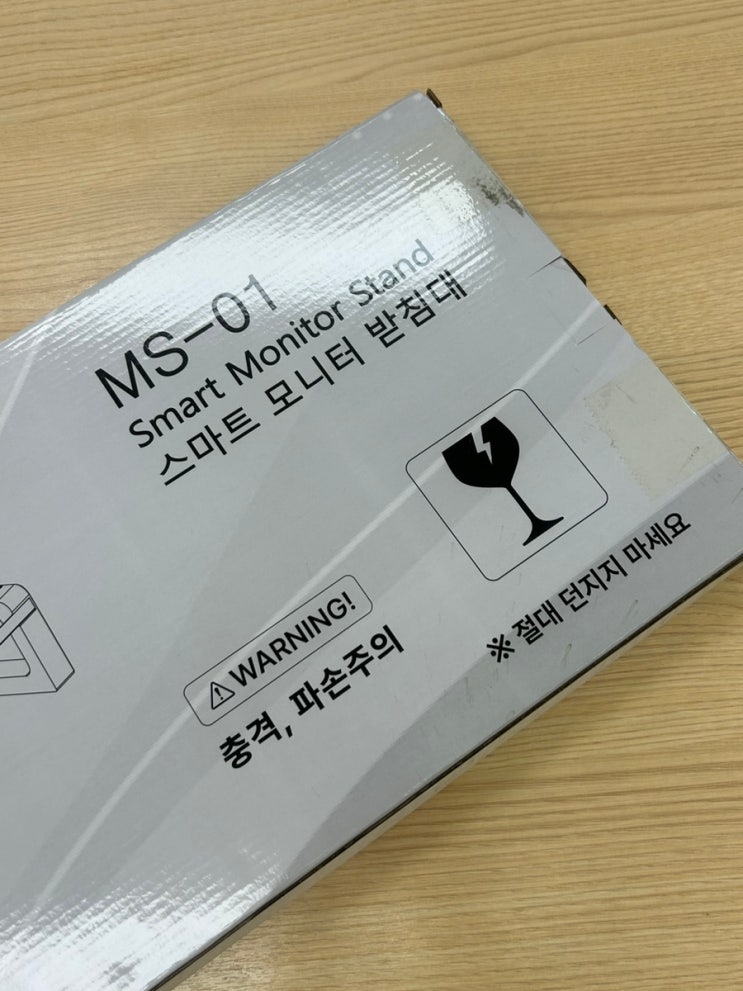 MS-01
Smart Monitor Stand
스마트 모니터 받침대
⚠WARNING!
충격, 파손주의
※ 절대 던지지 마세요